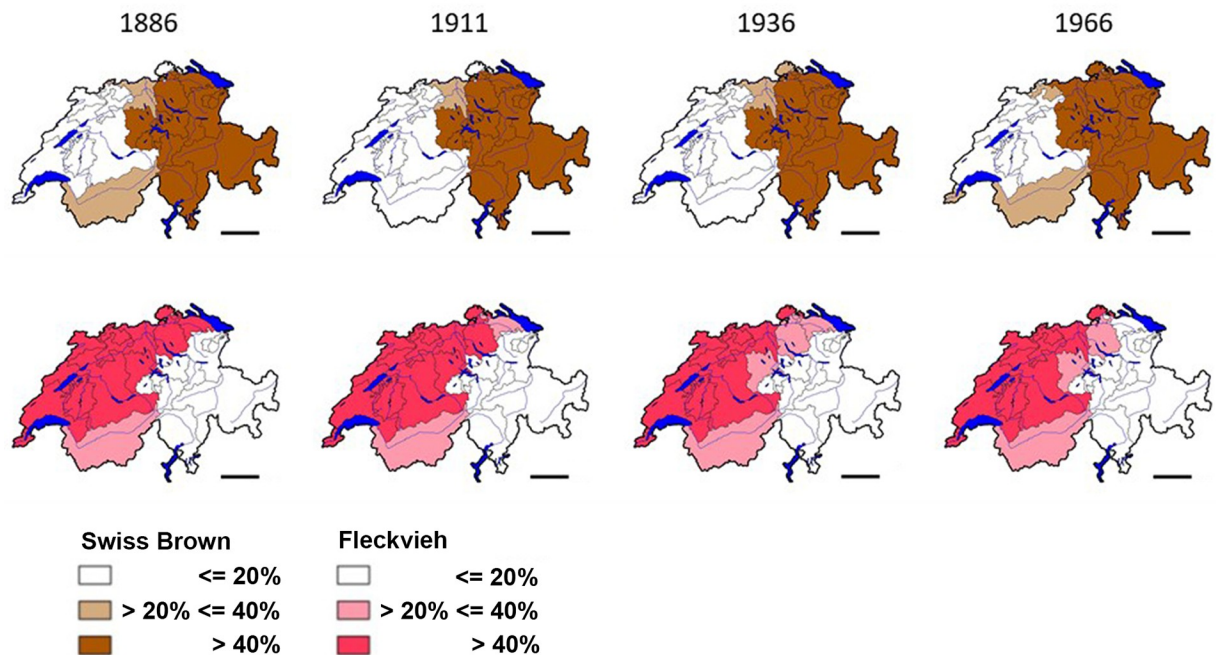 1886 1911 1936 1966
Swiss Brown Fleckvieh
<= 20% <= 20%
> 20% <= 40% > 20% <= 40%
> 40% > 40%